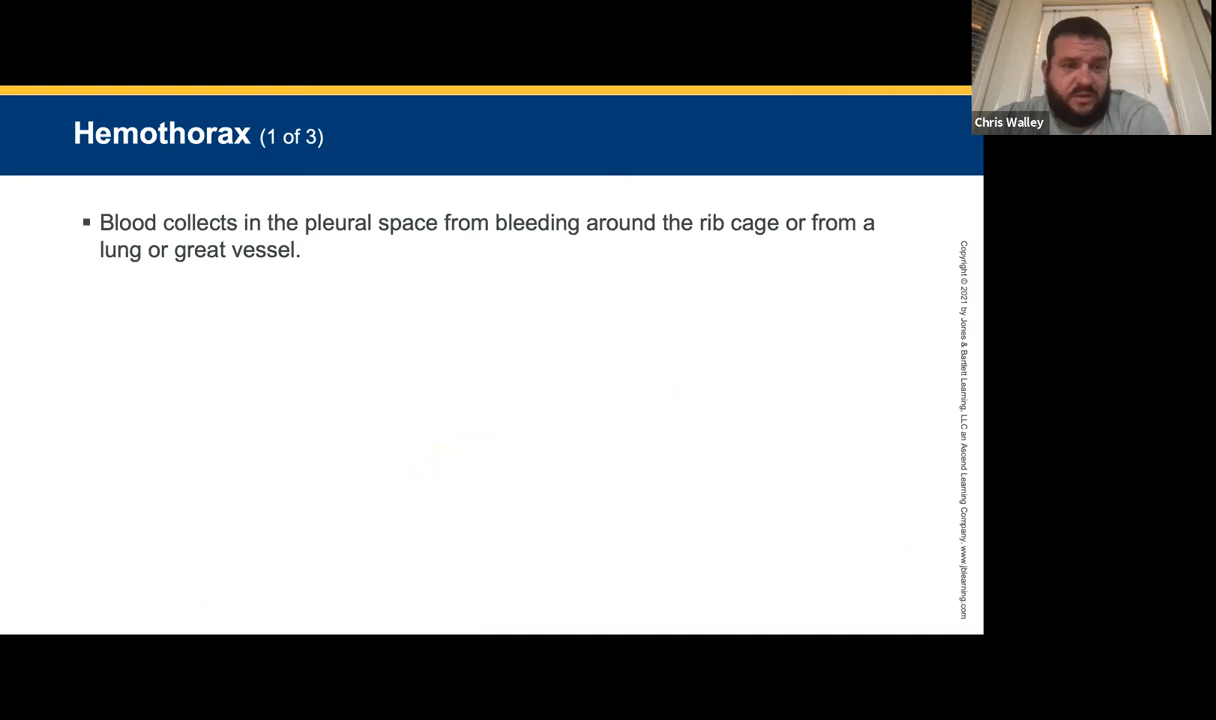 Hemothorax (1 of 3)
▪ Blood collects in the pleural space from bleeding around the rib cage or from a
lung or great vessel.
Copyright © 2021 by Jones & Bartlett Learning, LLC an Ascend Learning Company. www.jblearning.com
Chris Walley